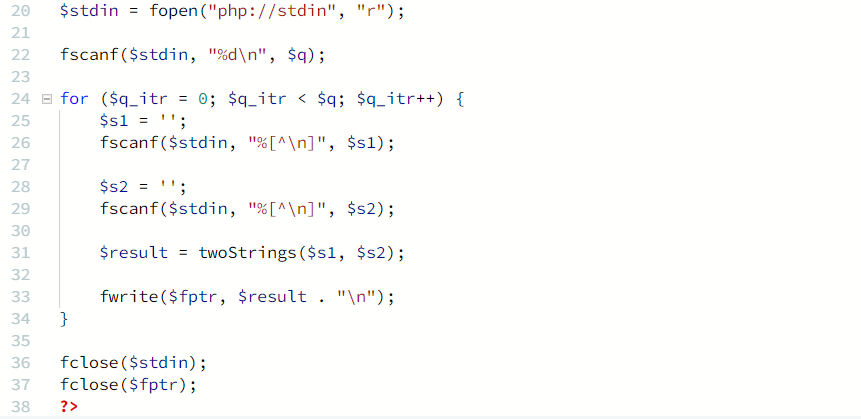 20 $stdin = fopen("php://stdin", "r");
21
22 fscanf($stdin, "%d\n", $q);
23
24 for ($q_itr = 0; $q_itr < $q; $q_itr++) {
25     $s1 = '';
26     fscanf($stdin, "%[^\n]", $s1);
27
28     $s2 = '';
29     fscanf($stdin, "%[^\n]", $s2);
30
31     $result = twoStrings($s1, $s2);
32
33     fwrite($fptr, $result . "\n");
34 }
35
36 fclose($stdin);
37 fclose($fptr);
38 ?>